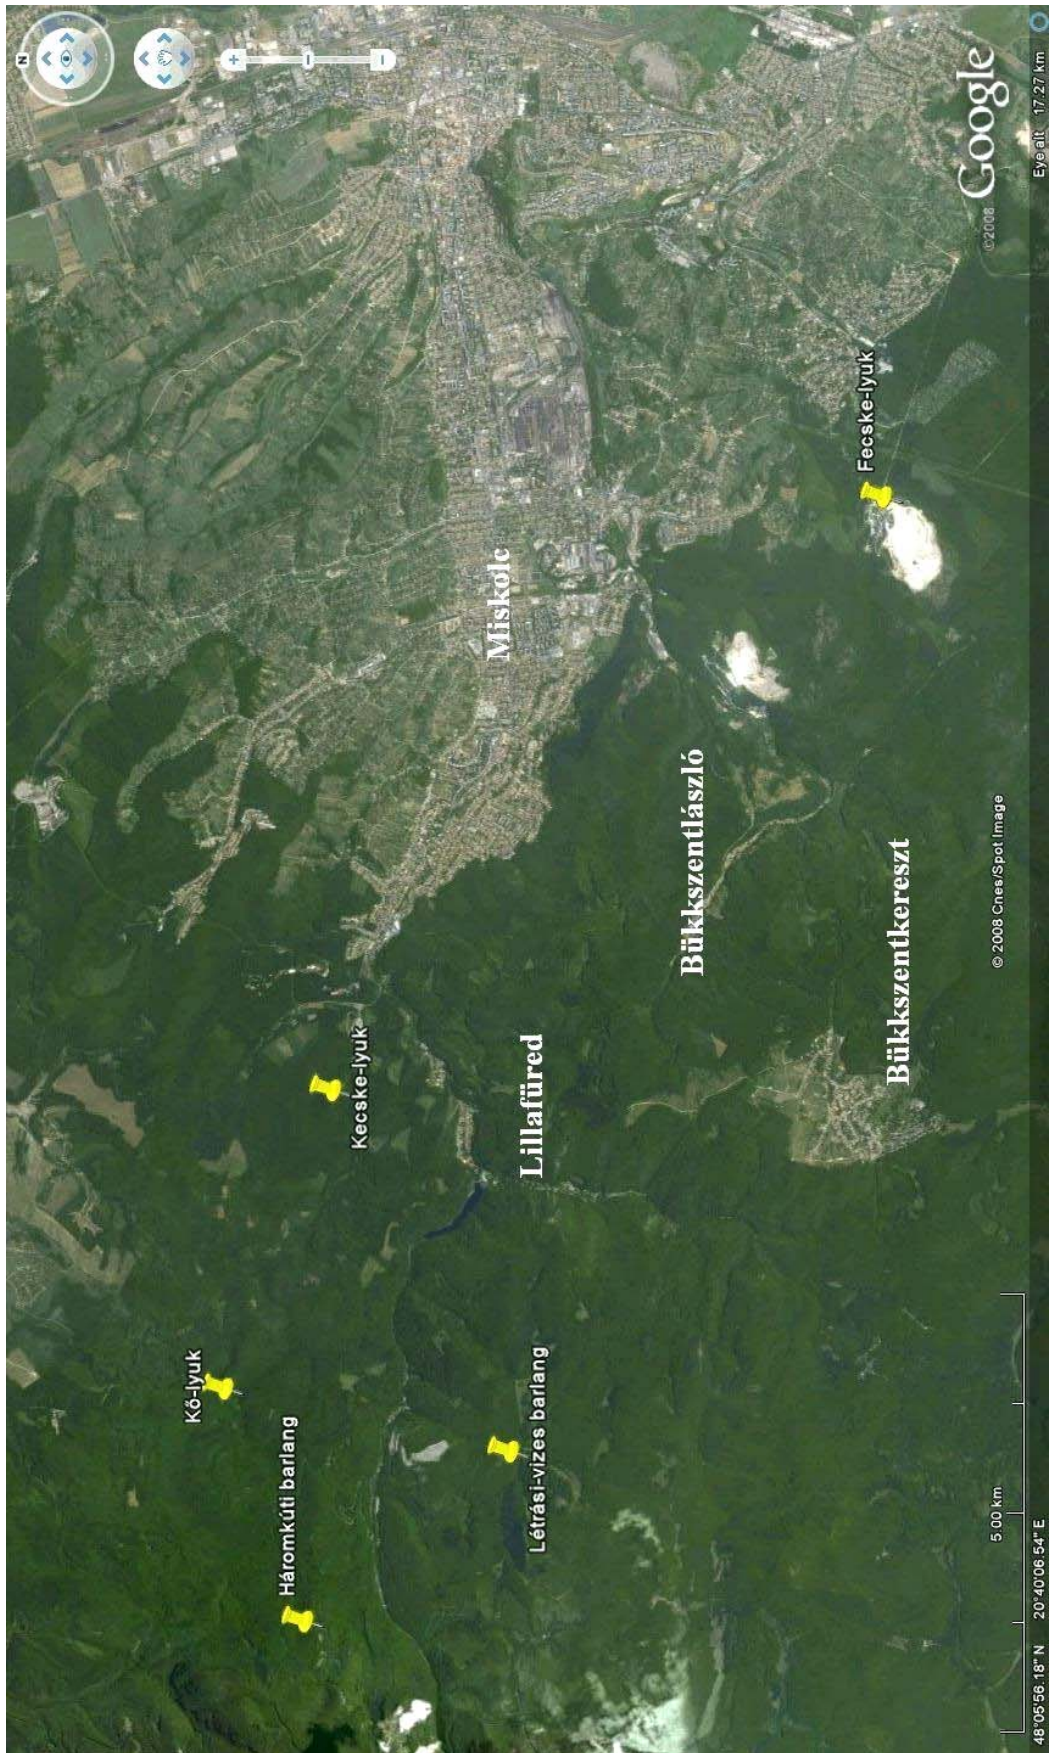 N
Kő-lyuk
Háromkúti barlang
Kecske-lyuk
Létrási-vizes barlang
Lillafüred
Miskolc
Bükkszentlászló
Bükkszentkereszt
Fecske-lyuk
5.00 km
© 2008 Cnes/Spot Image
©2008 Google
48°05'56.18" N 20°40'06.54" E
Eye alt 17.27 km